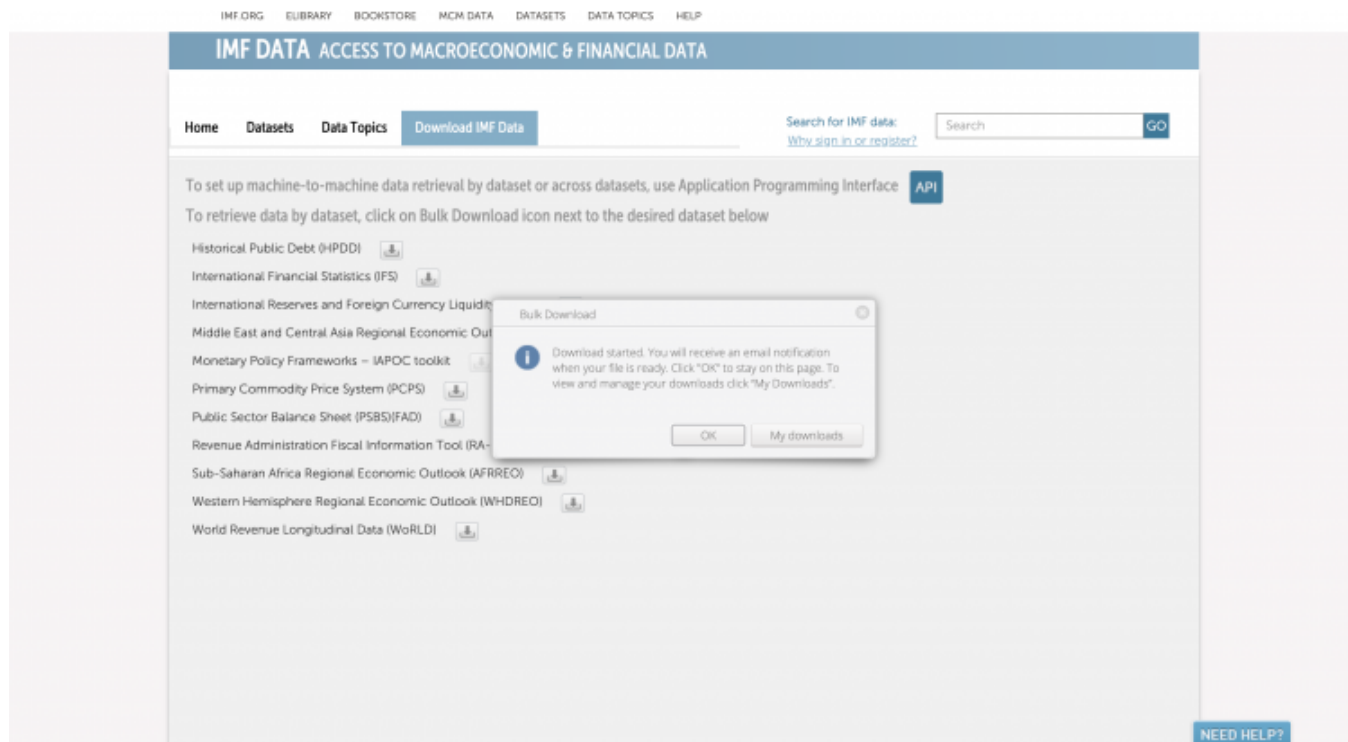 IMF.ORG ELIBRARY BOOKSTORE MCM DATA DATASETS DATA TOPICS HELP
IMF DATA ACCESS TO MACROECONOMIC & FINANCIAL DATA
Home Datasets Data Topics Download IMF Data
Search for IMF data:
Why sign in or register?
Search GO
To set up machine-to-machine data retrieval by dataset or across datasets, use Application Programming Interface API
To retrieve data by dataset, click on Bulk Download icon next to the desired dataset below
Historical Public Debt (HPDD)
International Financial Statistics (IFS)
International Reserves and Foreign Currency Liquidity
Middle East and Central Asia Regional Economic Out
Monetary Policy Frameworks – IAPOC toolkit
Primary Commodity Price System (PCPS)
Public Sector Balance Sheet (PSBS)(FAD)
Revenue Administration Fiscal Information Tool (RA-
Sub-Saharan Africa Regional Economic Outlook (AFRREO)
Western Hemisphere Regional Economic Outlook (WHDREO)
World Revenue Longitudinal Data (WoRLD)
Bulk Download
Download started. You will receive an email notification
when your file is ready. Click "OK" to stay on this page. To
view and manage your downloads click "My Downloads".
OK My downloads
NEED HELP?